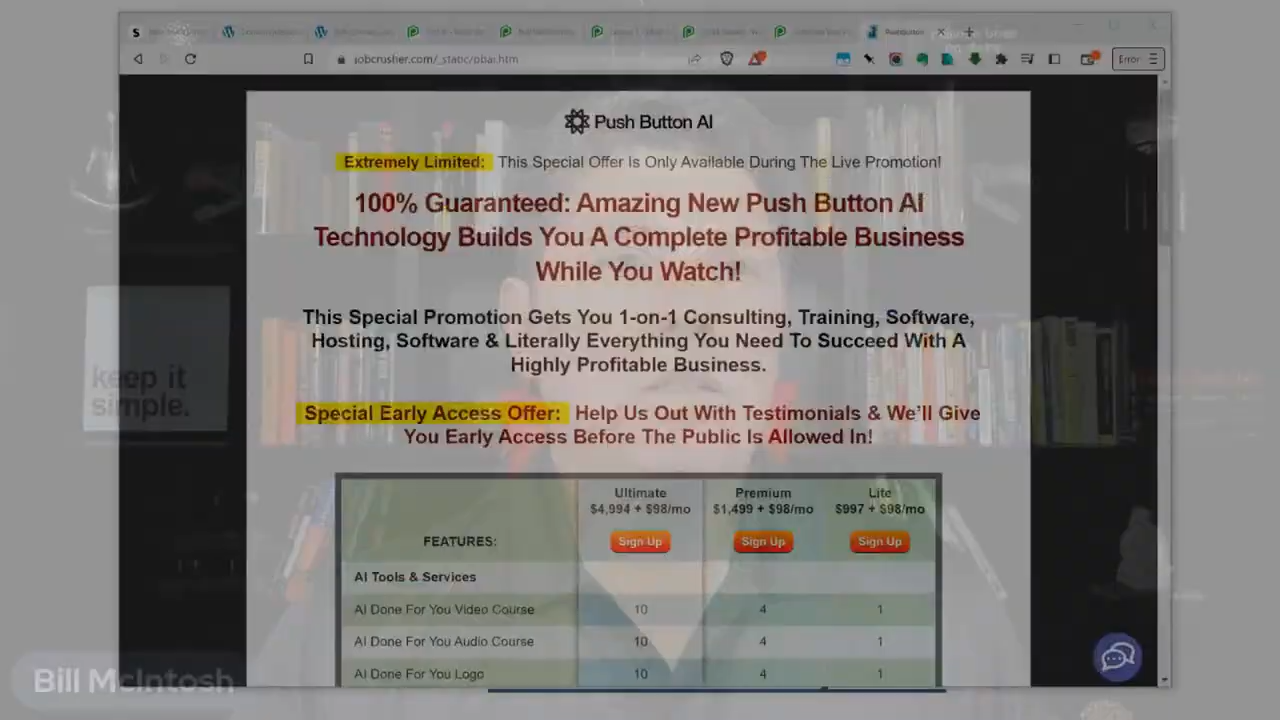 jobcrusher.com/_static/pbai.htm
Error
Push Button AI
Extremely Limited: This Special Offer Is Only Available During The Live Promotion!
100% Guaranteed: Amazing New Push Button AI
Technology Builds You A Complete Profitable Business
While You Watch!
This Special Promotion Gets You 1-on-1 Consulting, Training, Software,
Hosting, Software & Literally Everything You Need To Succeed With A
Highly Profitable Business.
keep it
simple.
Special Early Access Offer: Help Us Out With Testimonials & We'll Give
You Early Access Before The Public Is Allowed In!
Ultimate Premium Lite
$4,994 + $98/mo $1,499 + $98/mo $997 + $98/mo
FEATURES: Sign Up Sign Up Sign Up
AI Tools & Services
AI Done For You Video Course 10 4 1
AI Done For You Audio Course 10 4 1
AI Done For You Logo 10 4 1
Bill McIntosh